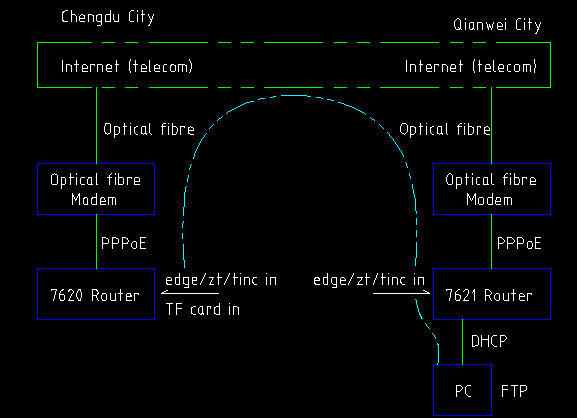 Chengdu City
Qianwei City
Internet (telecom)
Internet (telecom)
Optical fibre
Optical fibre
Optical fibre
Modem
Optical fibre
Modem
PPPoE
PPPoE
edge/zt/tinc in
edge/zt/tinc in
7620 Router
TF card in
7621 Router
DHCP
PC
FTP